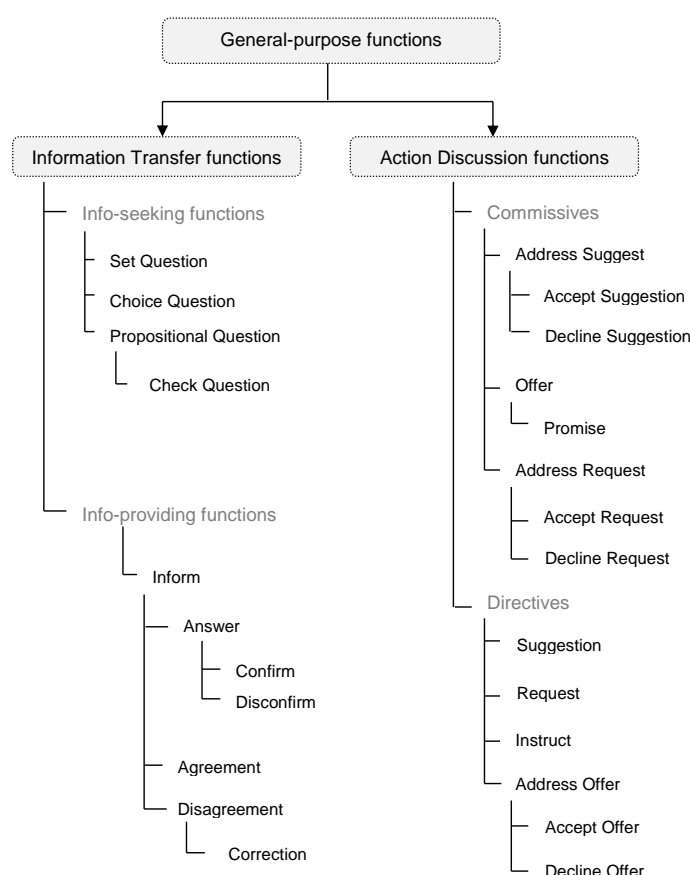 General-purpose functions
Information Transfer functions
Action Discussion functions
Info-seeking functions
Set Question
Choice Question
Propositional Question
Check Question
Info-providing functions
Inform
Answer
Confirm
Disconfirm
Agreement
Disagreement
Correction
Commissives
Address Suggest
Accept Suggestion
Decline Suggestion
Offer
Promise
Address Request
Accept Request
Decline Request
Directives
Suggestion
Request
Instruct
Address Offer
Accept Offer
Decline Offer